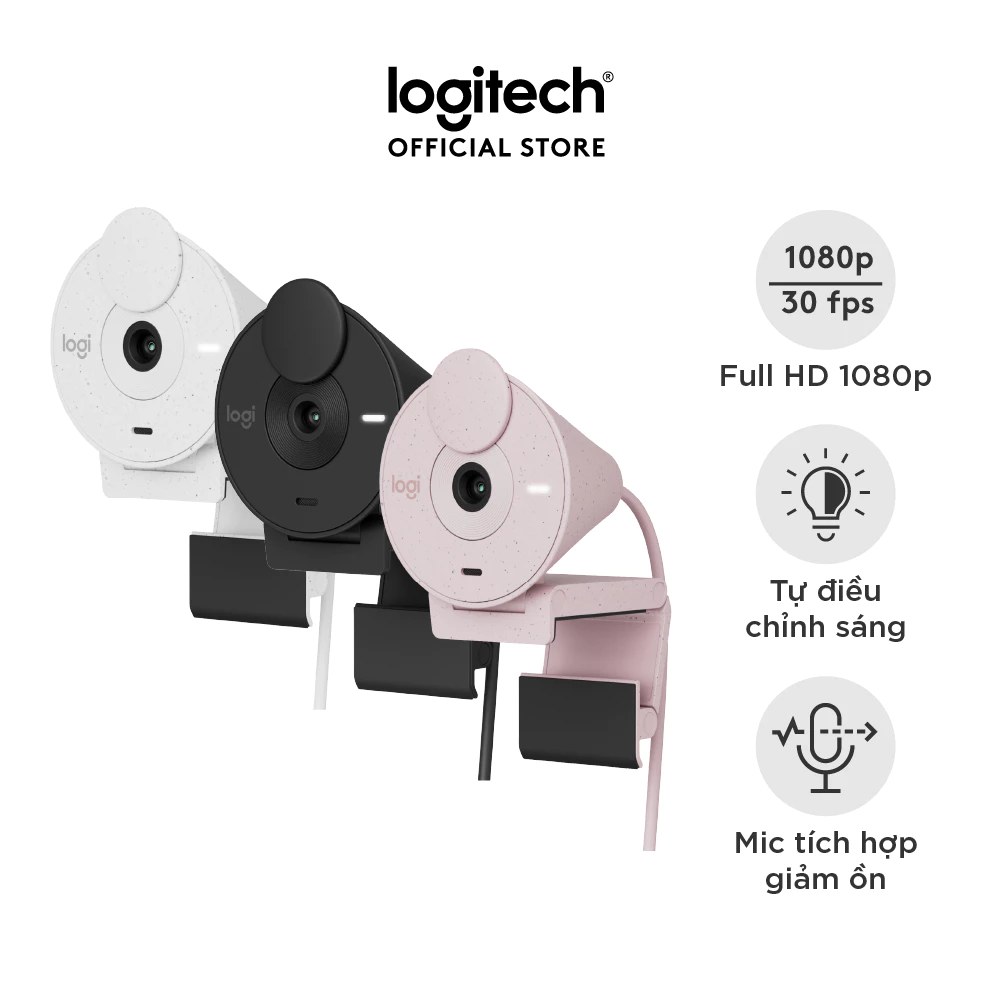 logitech®
OFFICIAL STORE
logi
logi
logi
1080p
30 fps
Full HD 1080p
Tự điều
chỉnh sáng
Mic tích hợp
giảm ồn